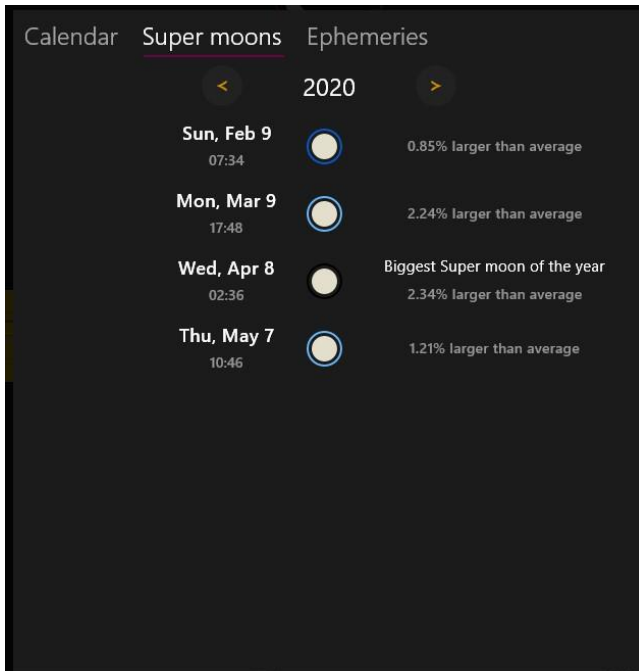 Calendar Super moons Ephemeries
< 2020 >
Sun, Feb 9
07:34
0.85% larger than average
Mon, Mar 9
17:48
2.24% larger than average
Wed, Apr 8
02:36
Biggest Super moon of the year
2.34% larger than average
Thu, May 7
10:46
1.21% larger than average